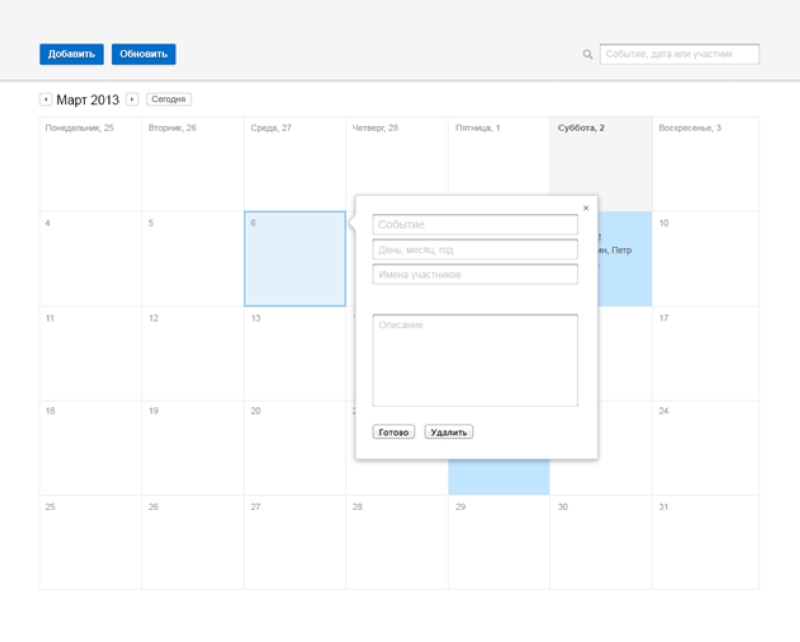 Добавить Обновить Событие, дата или участник
Март 2013 Сегодня
Понедельник, 25 Вторник, 26 Среда, 27 Четверг, 28 Пятница, 1 Суббота, 2 Воскресенье, 3
4 5 6 10
Событие
День, месяц, год
Петр
Имена участников
11 12 13 17
Описание
18 19 20 24
Готово Удалить
25 26 27 28 29 30 31